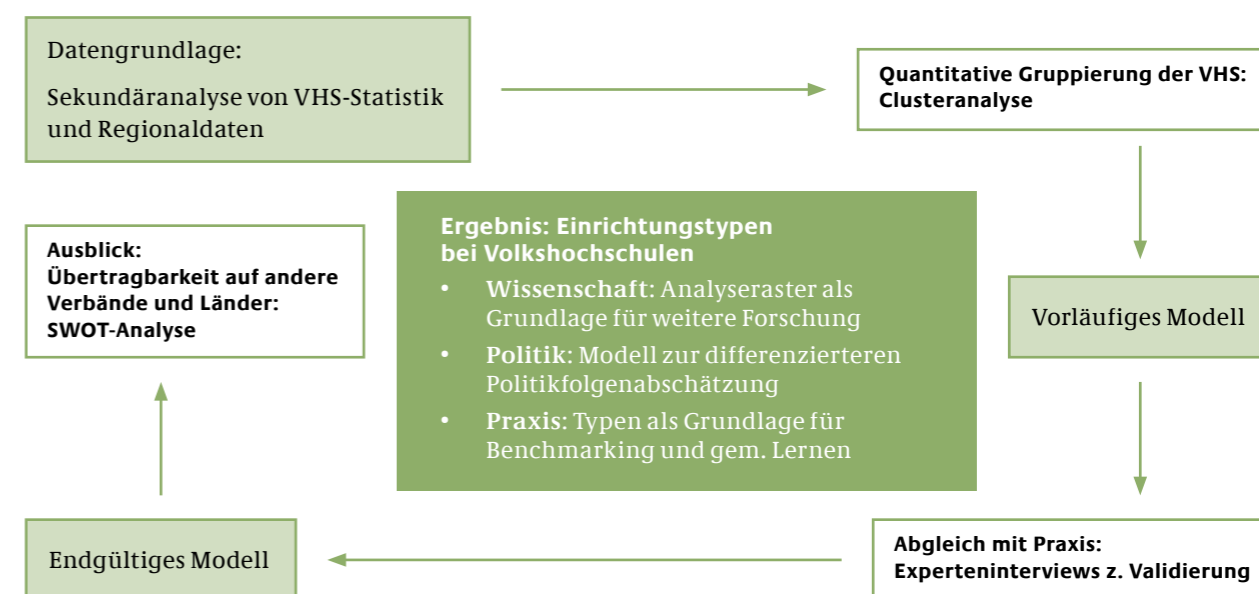 Datengrundlage:
Sekundäranalyse von VHS-Statistik
und Regionaldaten
Quantitative Gruppierung der VHS:
Clusteranalyse
Vorläufiges Modell
Abgleich mit Praxis:
Experteninterviews z. Validierung
Endgültiges Modell
Ausblick:
Übertragbarkeit auf andere
Verbände und Länder:
SWOT-Analyse
Ergebnis: Einrichtungstypen
bei Volkshochschulen
• Wissenschaft: Analyseraster als
Grundlage für weitere Forschung
• Politik: Modell zur differenzierteren
Politikfolgenabschätzung
• Praxis: Typen als Grundlage für
Benchmarking und gem. Lernen